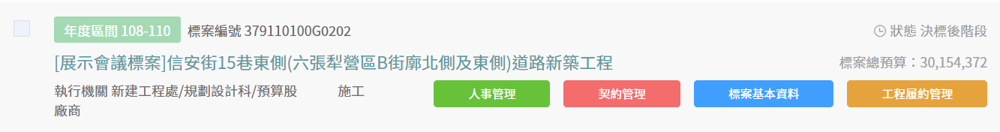 年度區間 108-110 標案編號 379110100G0202 狀態 決標後階段
[展示會議標案]信安街15巷東側(六張犁營區B街廓北側及東側)道路新築工程 標案總預算：30,154,372
執行機關 新建工程處/規劃設計科/預算股 施工
廠商
人事管理 契約管理 標案基本資料 工程履約管理